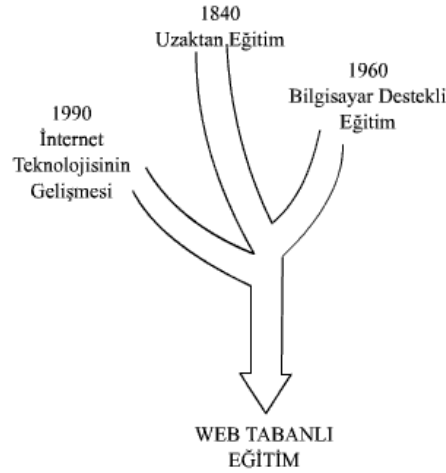 1840
Uzaktan Eğitim
1960
Bilgisayar Destekli
Eğitim
1990
İnternet
Teknolojisinin
Gelişmesi
WEB TABANLI
EĞİTİM